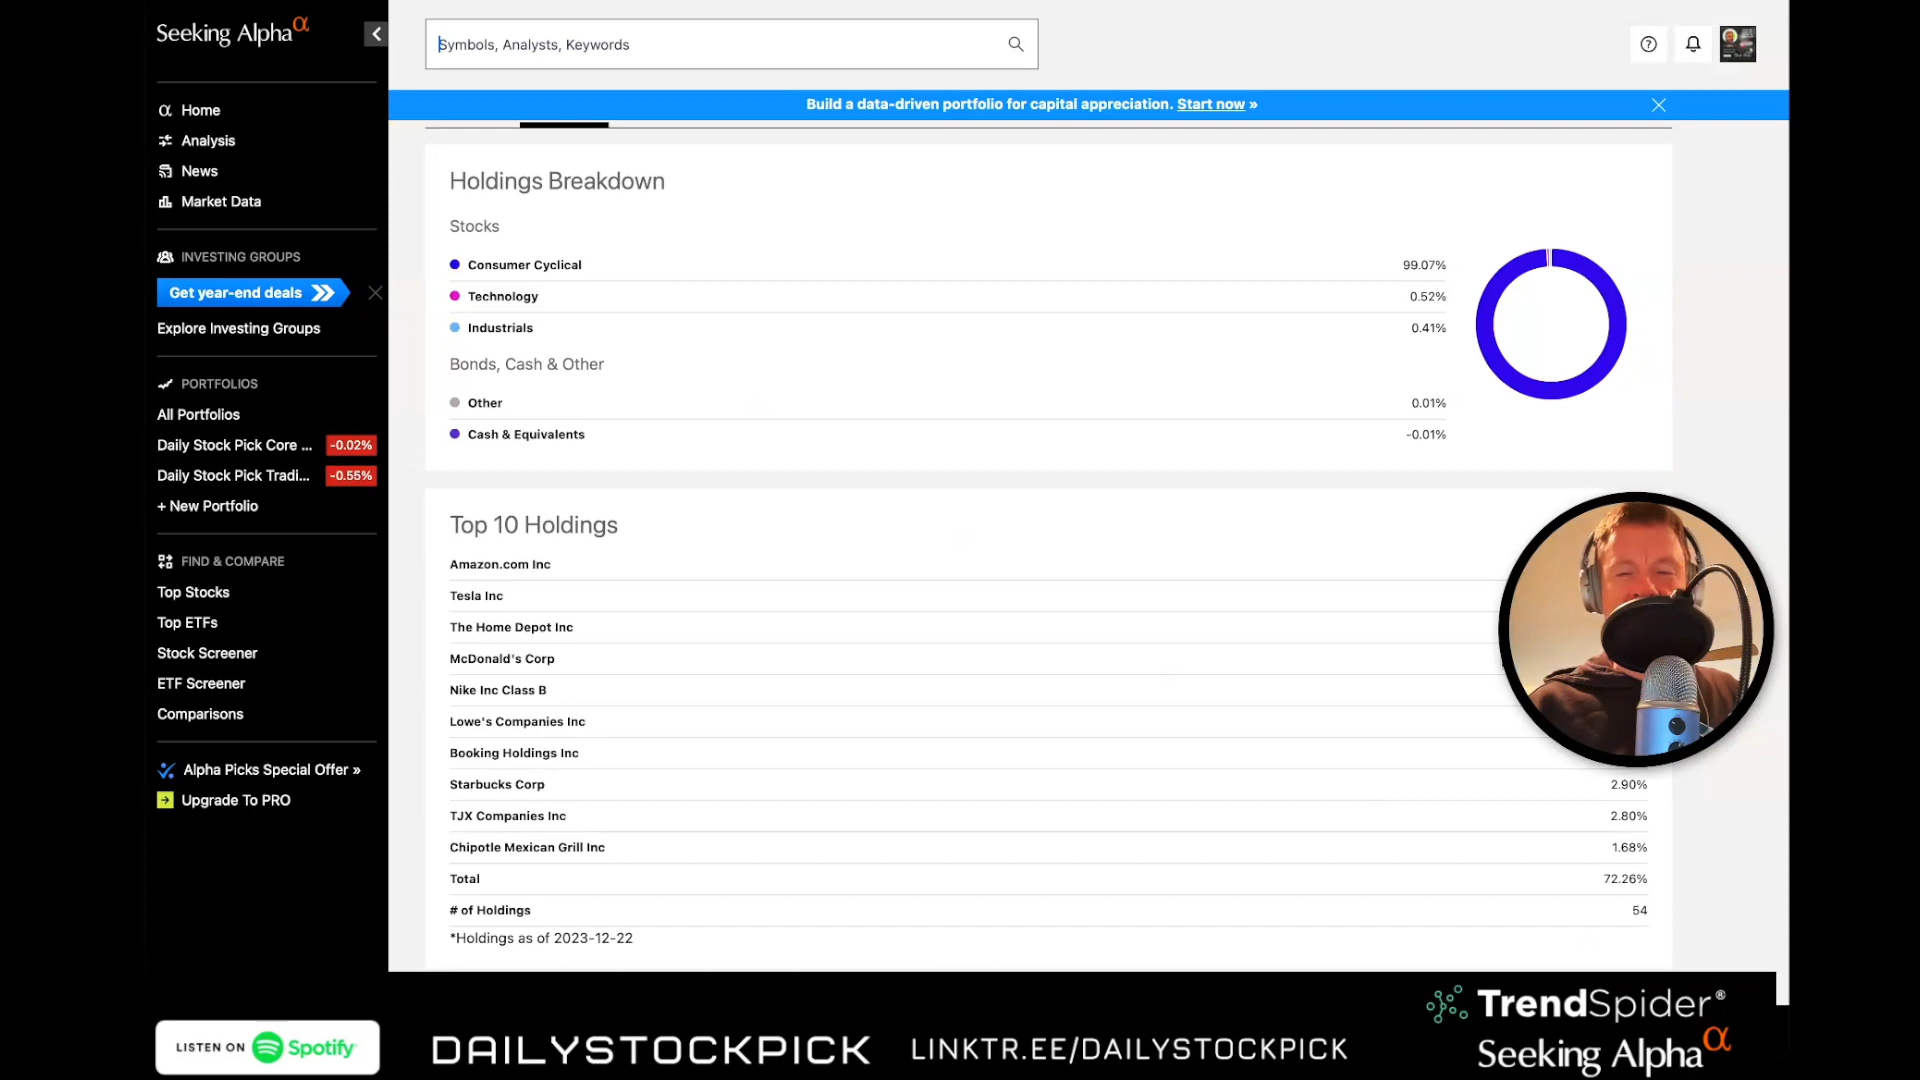 Seeking Alpha α
Symbols, Analysts, Keywords
Build a data-driven portfolio for capital appreciation. Start now »
Home
Analysis
News
Market Data
INVESTING GROUPS
Get year-end deals
Explore Investing Groups
PORTFOLIOS
All Portfolios
Daily Stock Pick Core ... -0.02%
Daily Stock Pick Tradi... -0.55%
+ New Portfolio
FIND & COMPARE
Top Stocks
Top ETFs
Stock Screener
ETF Screener
Comparisons
Alpha Picks Special Offer »
Upgrade To PRO
Holdings Breakdown
Stocks
Consumer Cyclical 99.07%
Technology 0.52%
Industrials 0.41%
Bonds, Cash & Other
Other 0.01%
Cash & Equivalents -0.01%
Top 10 Holdings
Amazon.com Inc
Tesla Inc
The Home Depot Inc
McDonald's Corp
Nike Inc Class B
Lowe's Companies Inc
Booking Holdings Inc
Starbucks Corp 2.90%
TJX Companies Inc 2.80%
Chipotle Mexican Grill Inc 1.68%
Total 72.26%
# of Holdings 54
*Holdings as of 2023-12-22
LISTEN ON Spotify
DAILYSTOCKPICK
LINKTR.EE/DAILYSTOCKPICK
TrendSpider®
Seeking Alpha α